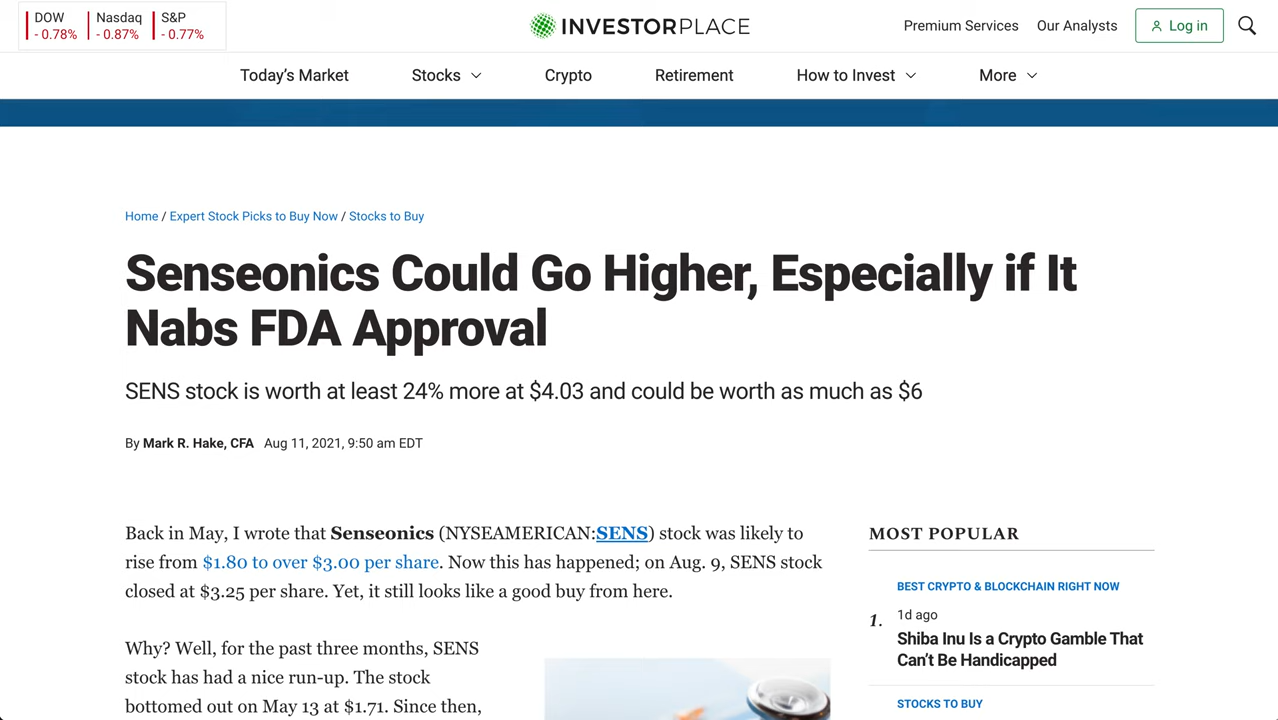 DOW Nasdaq S&P
- 0.78% - 0.87% - 0.77%
INVESTORPLACE
Premium Services Our Analysts Log in
Today's Market Stocks Crypto Retirement How to Invest More
Home / Expert Stock Picks to Buy Now / Stocks to Buy
Senseonics Could Go Higher, Especially if It
Nabs FDA Approval
SENS stock is worth at least 24% more at $4.03 and could be worth as much as $6
By Mark R. Hake, CFA Aug 11, 2021, 9:50 am EDT
Back in May, I wrote that Senseonics (NYSEAMERICAN:SENS) stock was likely to
rise from $1.80 to over $3.00 per share. Now this has happened; on Aug. 9, SENS stock
closed at $3.25 per share. Yet, it still looks like a good buy from here.
Why? Well, for the past three months, SENS
stock has had a nice run-up. The stock
bottomed out on May 13 at $1.71. Since then,
MOST POPULAR
BEST CRYPTO & BLOCKCHAIN RIGHT NOW
1. 1d ago
Shiba Inu Is a Crypto Gamble That
Can't Be Handicapped
STOCKS TO BUY